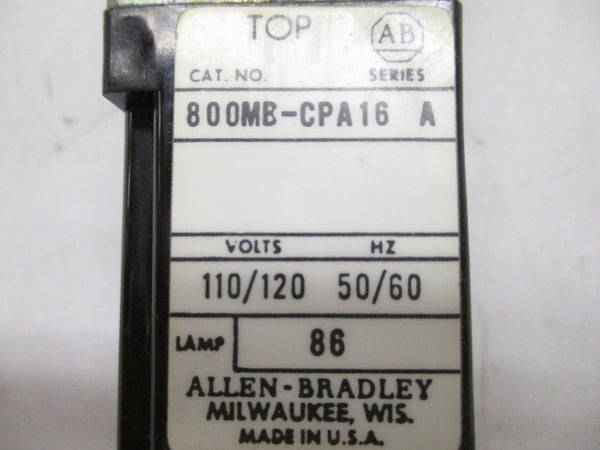 TOP AB
CAT. NO. SERIES
800MB-CPA16 A
VOLTS HZ
110/120 50/60
LAMP 86
ALLEN-BRADLEY
MILWAUKEE, WIS.
MADE IN U.S.A.